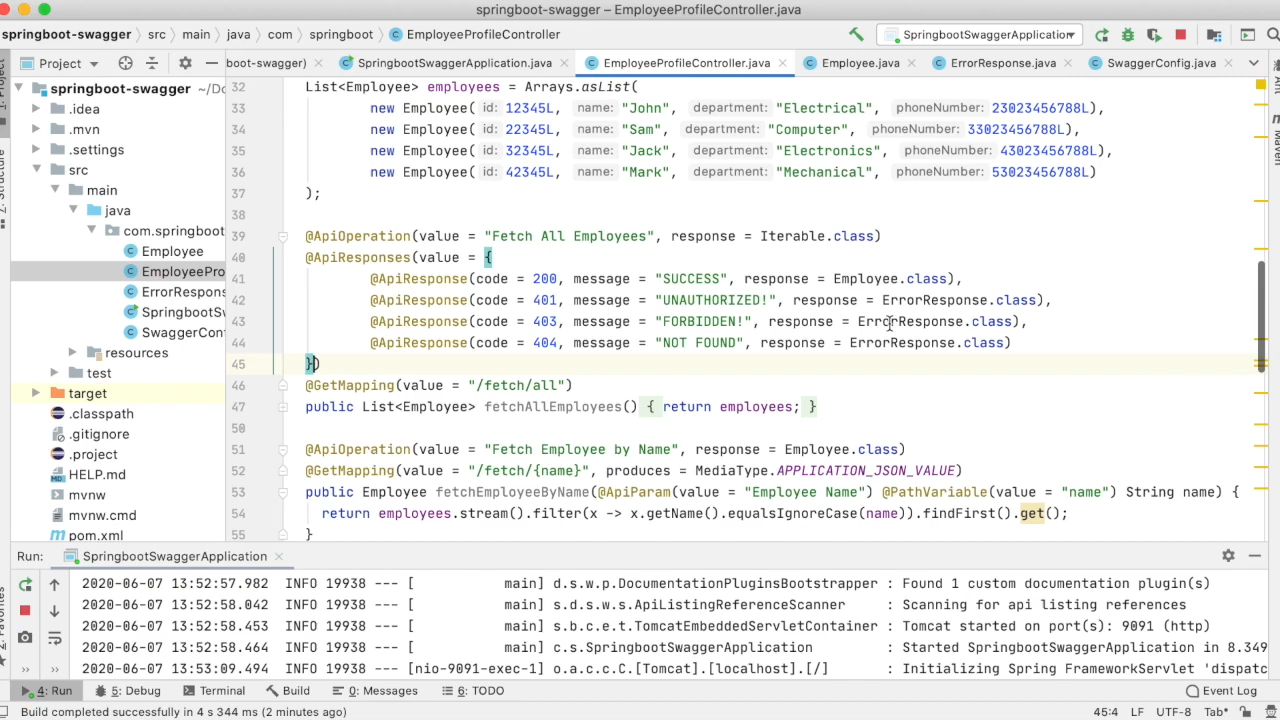 springboot-swagger – EmployeeProfileController.java
springboot-swagger › src › main › java › com › springboot › EmployeeProfileController
SpringbootSwaggerApplication
Project
boot-swagger) SpringbootSwaggerApplication.java EmployeeProfileController.java Employee.java ErrorResponse.java SwaggerConfig.java
1: Project
Structure
Favorites
Ant
Maven
springboot-swagger ~/Do
.idea
.mvn
.settings
src
main
java
com.springboot
Employee
EmployeePro
ErrorRespons
SpringbootS
SwaggerCon
resources
test
target
.classpath
.gitignore
.project
HELP.md
mvnw
mvnw.cmd
pom.xml
32 List<Employee> employees = Arrays.asList(
33 new Employee( id: 12345L, name: "John", department: "Electrical", phoneNumber: 23023456788L),
34 new Employee( id: 22345L, name: "Sam", department: "Computer", phoneNumber: 33023456788L),
35 new Employee( id: 32345L, name: "Jack", department: "Electronics", phoneNumber: 43023456788L),
36 new Employee( id: 42345L, name: "Mark", department: "Mechanical", phoneNumber: 53023456788L)
37 );
38
39 @ApiOperation(value = "Fetch All Employees", response = Iterable.class)
40 @ApiResponses(value = {
41 @ApiResponse(code = 200, message = "SUCCESS", response = Employee.class),
42 @ApiResponse(code = 401, message = "UNAUTHORIZED!", response = ErrorResponse.class),
43 @ApiResponse(code = 403, message = "FORBIDDEN!", response = ErrorResponse.class),
44 @ApiResponse(code = 404, message = "NOT FOUND", response = ErrorResponse.class)
45 })
46 @GetMapping(value = "/fetch/all")
47 public List<Employee> fetchAllEmployees() { return employees; }
50
51 @ApiOperation(value = "Fetch Employee by Name", response = Employee.class)
52 @GetMapping(value = "/fetch/{name}", produces = MediaType.APPLICATION_JSON_VALUE)
53 public Employee fetchEmployeeByName(@ApiParam(value = "Employee Name") @PathVariable(value = "name") String name) {
54 return employees.stream().filter(x -> x.getName().equalsIgnoreCase(name)).findFirst().get();
55 }
Run: SpringbootSwaggerApplication
2020-06-07 13:52:57.982 INFO 19938 --- [ main] d.s.w.p.DocumentationPluginsBootstrapper : Found 1 custom documentation plugin(s)
2020-06-07 13:52:58.042 INFO 19938 --- [ main] s.d.s.w.s.ApiListingReferenceScanner : Scanning for api listing references
2020-06-07 13:52:58.453 INFO 19938 --- [ main] s.b.c.e.t.TomcatEmbeddedServletContainer : Tomcat started on port(s): 9091 (http)
2020-06-07 13:52:58.466 INFO 19938 --- [ main] c.s.SpringbootSwaggerApplication : Started SpringbootSwaggerApplication in 8.349
2020-06-07 13:53:09.494 INFO 19938 --- [nio-9091-exec-1] o.a.c.c.C.[Tomcat].[localhost].[/] : Initializing Spring FrameworkServlet 'dispatc
4: Run 5: Debug Terminal Build 0: Messages 6: TODO Event Log
Build completed successfully in 4 s 344 ms (2 minutes ago) 45:4 LF UTF-8 Tab*